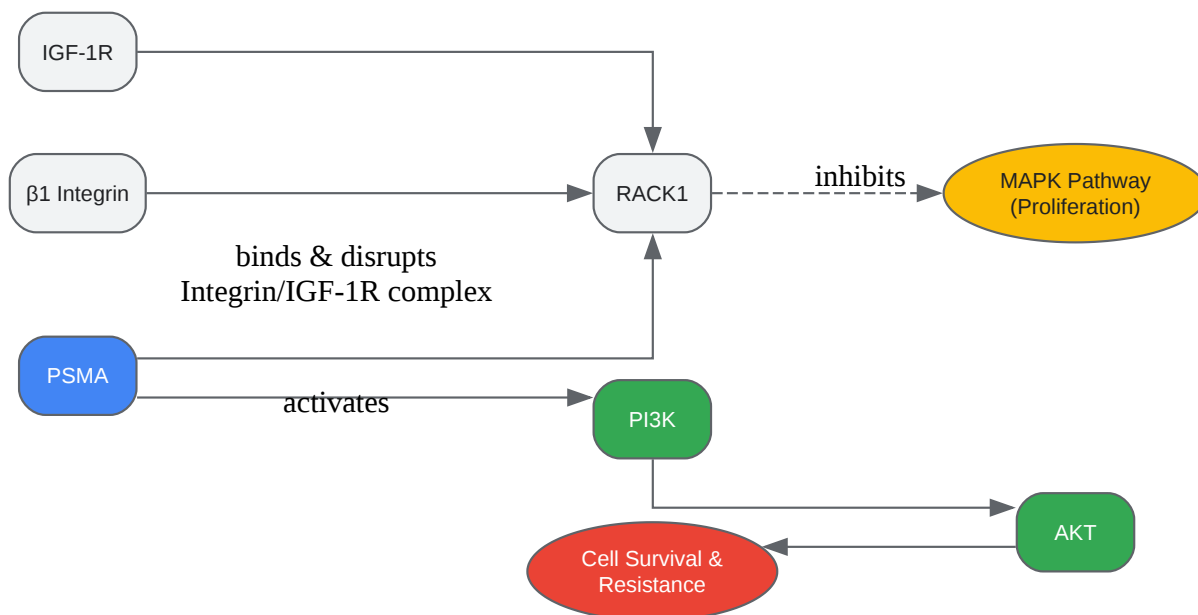 IGF-1R
β1 Integrin
RACK1
inhibits
MAPK Pathway
(Proliferation)
binds & disrupts
Integrin/IGF-1R complex
PSMA
activates
PI3K
AKT
Cell Survival &
Resistance